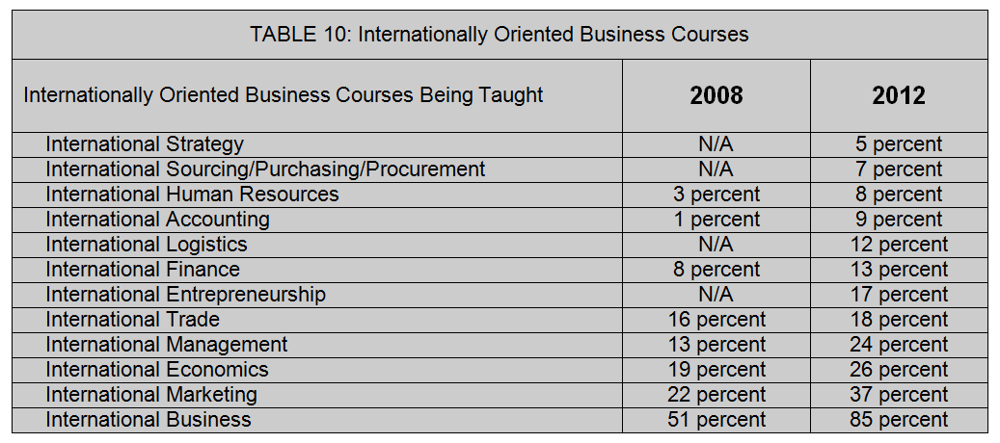 TABLE 10: Internationally Oriented Business Courses
Internationally Oriented Business Courses Being Taught 2008 2012
International Strategy N/A 5 percent
International Sourcing/Purchasing/Procurement N/A 7 percent
International Human Resources 3 percent 8 percent
International Accounting 1 percent 9 percent
International Logistics N/A 12 percent
International Finance 8 percent 13 percent
International Entrepreneurship N/A 17 percent
International Trade 16 percent 18 percent
International Management 13 percent 24 percent
International Economics 19 percent 26 percent
International Marketing 22 percent 37 percent
International Business 51 percent 85 percent